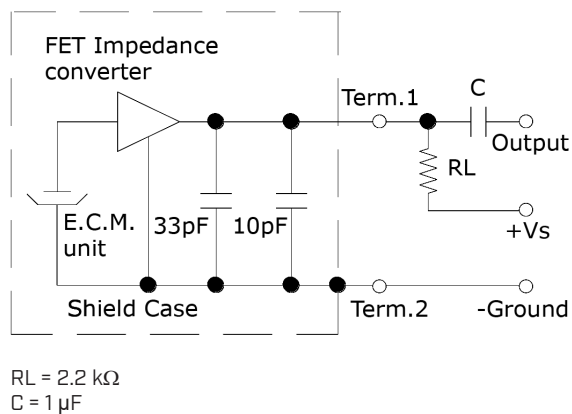 FET Impedance
converter
Term.1
C
Output
RL
+Vs
E.C.M.
unit
33pF
10pF
Shield Case
Term.2
-Ground
RL = 2.2 kΩ
C = 1 µF